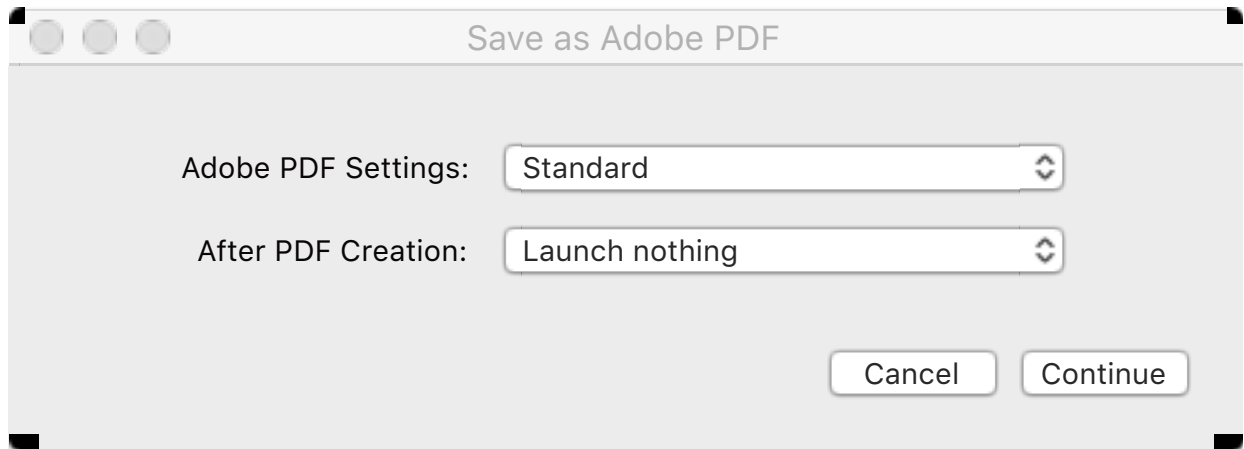 Save as Adobe PDF
Adobe PDF Settings: Standard
After PDF Creation: Launch nothing
Cancel Continue